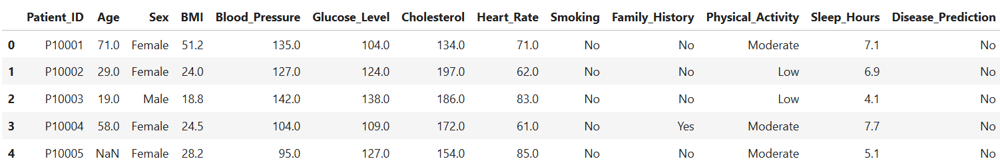 Patient_ID Age Sex BMI Blood_Pressure Glucose_Level Cholesterol Heart_Rate Smoking Family_History Physical_Activity Sleep_Hours Disease_Prediction
0 P10001 71.0 Female 51.2 135.0 104.0 134.0 71.0 No No Moderate 7.1 No
1 P10002 29.0 Female 24.0 127.0 124.0 197.0 62.0 No No Low 6.9 No
2 P10003 19.0 Male 18.8 142.0 138.0 186.0 83.0 No No Low 4.1 No
3 P10004 58.0 Female 24.5 104.0 109.0 172.0 61.0 No Yes Moderate 7.7 No
4 P10005 NaN Female 28.2 95.0 127.0 154.0 85.0 No No Moderate 5.1 No